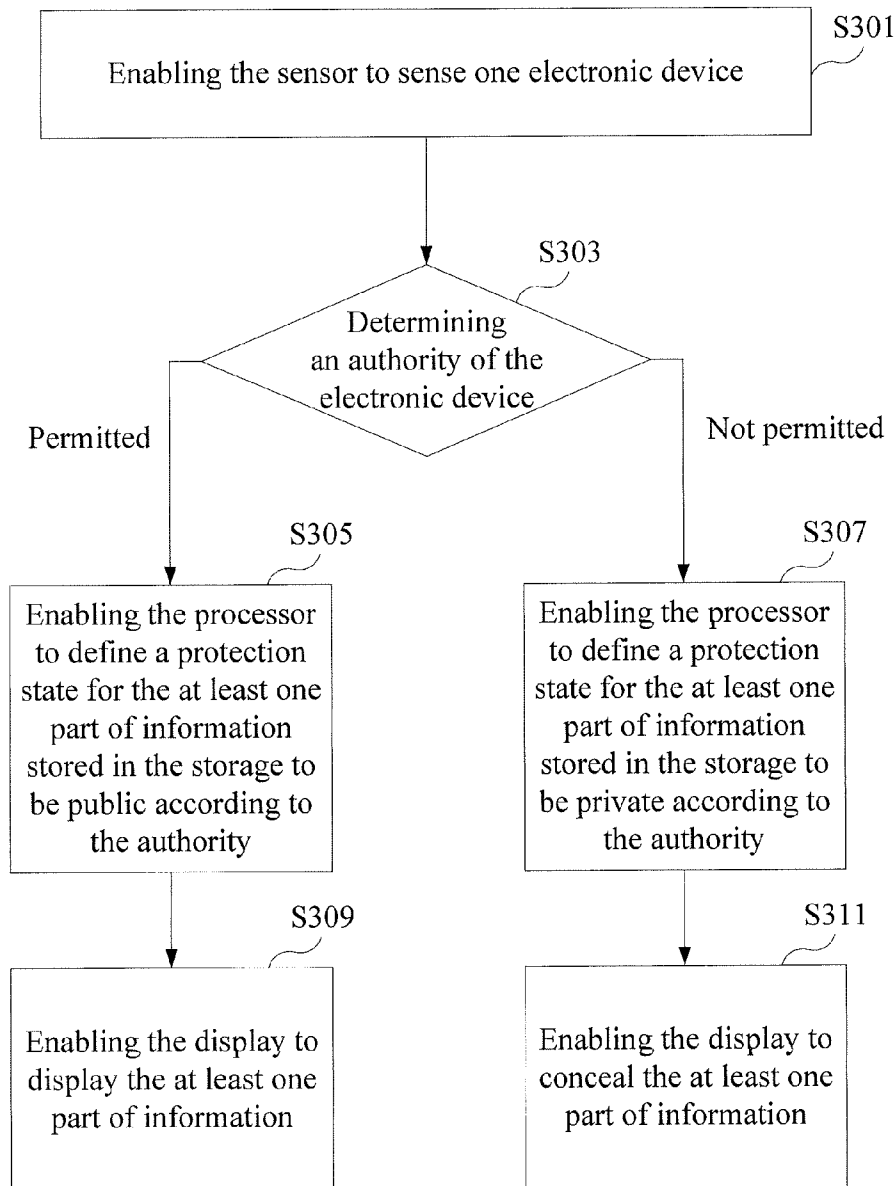 S301
Enabling the sensor to sense one electronic device
S303
Determining
an authority of the
electronic device
Permitted
Not permitted
S305
Enabling the processor
to define a protection
state for the at least one
part of information
stored in the storage to
be public according to
the authority
S307
Enabling the processor
to define a protection
state for the at least one
part of information
stored in the storage to
be private according to
the authority
S309
Enabling the display to
display the at least one
part of information
S311
Enabling the display to
conceal the at least one
part of information